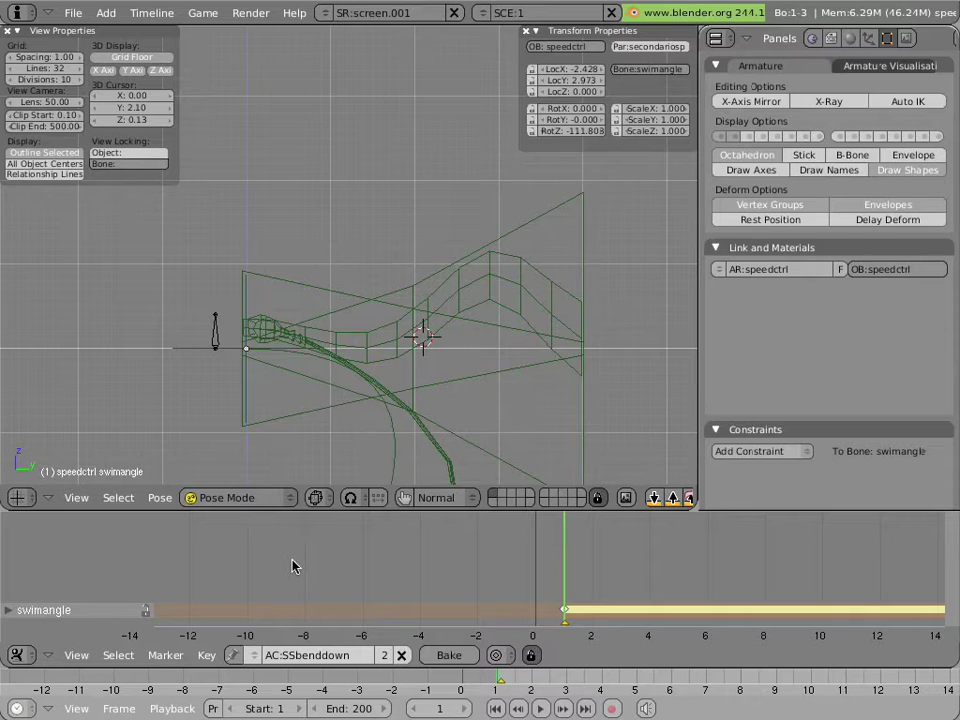 File Add Timeline Game Render Help SR:screen.001 SCE:1 www.blender.org 244.1 Bo:1-3 | Mem:6.29M (46.24M) spee
View Properties
Grid:
Spacing: 1.00
Lines: 32
Divisions: 10
View Camera:
Lens: 50.00
Clip Start: 0.10
Clip End: 500.00
Display:
Outline Selected
All Object Centers
Relationship Lines
3D Display:
Grid Floor
X Axi Y Axi Z Axi
3D Cursor:
X: 0.00
Y: 2.10
Z: 0.13
View Locking:
Object:
Bone:
Transform Properties
OB: speedctrl Par:secondariosp
LocX: -2.428 Bone:swimangle
LocY: 2.973
LocZ: 0.000
RotX: 0.000 ScaleX: 1.000
RotY: -0.000 ScaleY: 1.000
RotZ: -111.803 ScaleZ: 1.000
z
y
(1) speedctrl swimangle
View Select Pose Pose Mode Normal
Panels
Armature Armature Visualisati
Editing Options
X-Axis Mirror X-Ray Auto IK
Display Options
Octahedron Stick B-Bone Envelope
Draw Axes Draw Names Draw Shapes
Deform Options
Vertex Groups Envelopes
Rest Position Delay Deform
Link and Materials
AR:speedctrl F OB:speedctrl
Constraints
Add Constraint To Bone: swimangle
swimangle
-14 -12 -10 -8 -6 -4 -2 0 2 4 6 8 10 12 14
View Select Marker Key AC:SSbenddown 2 Bake
-12 -11 -10 -9 -8 -7 -6 -5 -4 -3 -2 -1 0 1 2 3 4 5 6 7 8 9 10 11 12 13 14
View Frame Playback Pr Start: 1 End: 200 1